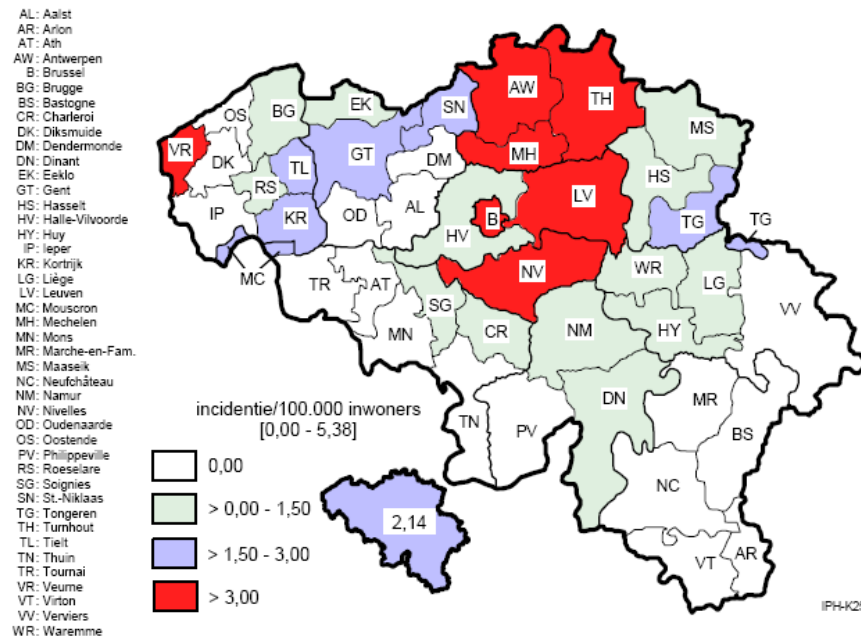 AL: Aalst
AR: Arlon
AT: Ath
AW: Antwerpen
B: Brussel
BG: Brugge
BS: Bastogne
CR: Charleroi
DK: Diksmuide
DM: Dendermonde
DN: Dinant
EK: Eeklo
GT: Gent
HS: Hasselt
HV: Halle-Vilvoorde
HY: Huy
IP: Ieper
KR: Kortrijk
LG: Liège
LV: Leuven
MC: Mouscron
MH: Mechelen
MN: Mons
MR: Marche-en-Fam.
MS: Maaseik
NC: Neufchâteau
NM: Namur
NV: Nivelles
OD: Oudenaarde
OS: Oostende
PV: Philippeville
RS: Roeselare
SG: Soignies
SN: St.-Niklaas
TG: Tongeren
TH: Turnhout
TL: Tielt
TN: Thuin
TR: Tournai
VR: Veurne
VT: Virton
VV: Verviers
WR: Waremme
AW
TH
SN
EK
BG
OS
MS
VR
DK
TL
GT
DM
MH
HS
RS
LV
IP
KR
OD
AL
B
TG
TG
HV
MC
TR
AT
NV
WR
LG
SG
VV
MN
CR
NM
HY
DN
MR
TN
PV
BS
NC
VT
AR
incidentie/100.000 inwoners
[0,00 - 5,38]
0,00
> 0,00 - 1,50
> 1,50 - 3,00
> 3,00
2,14